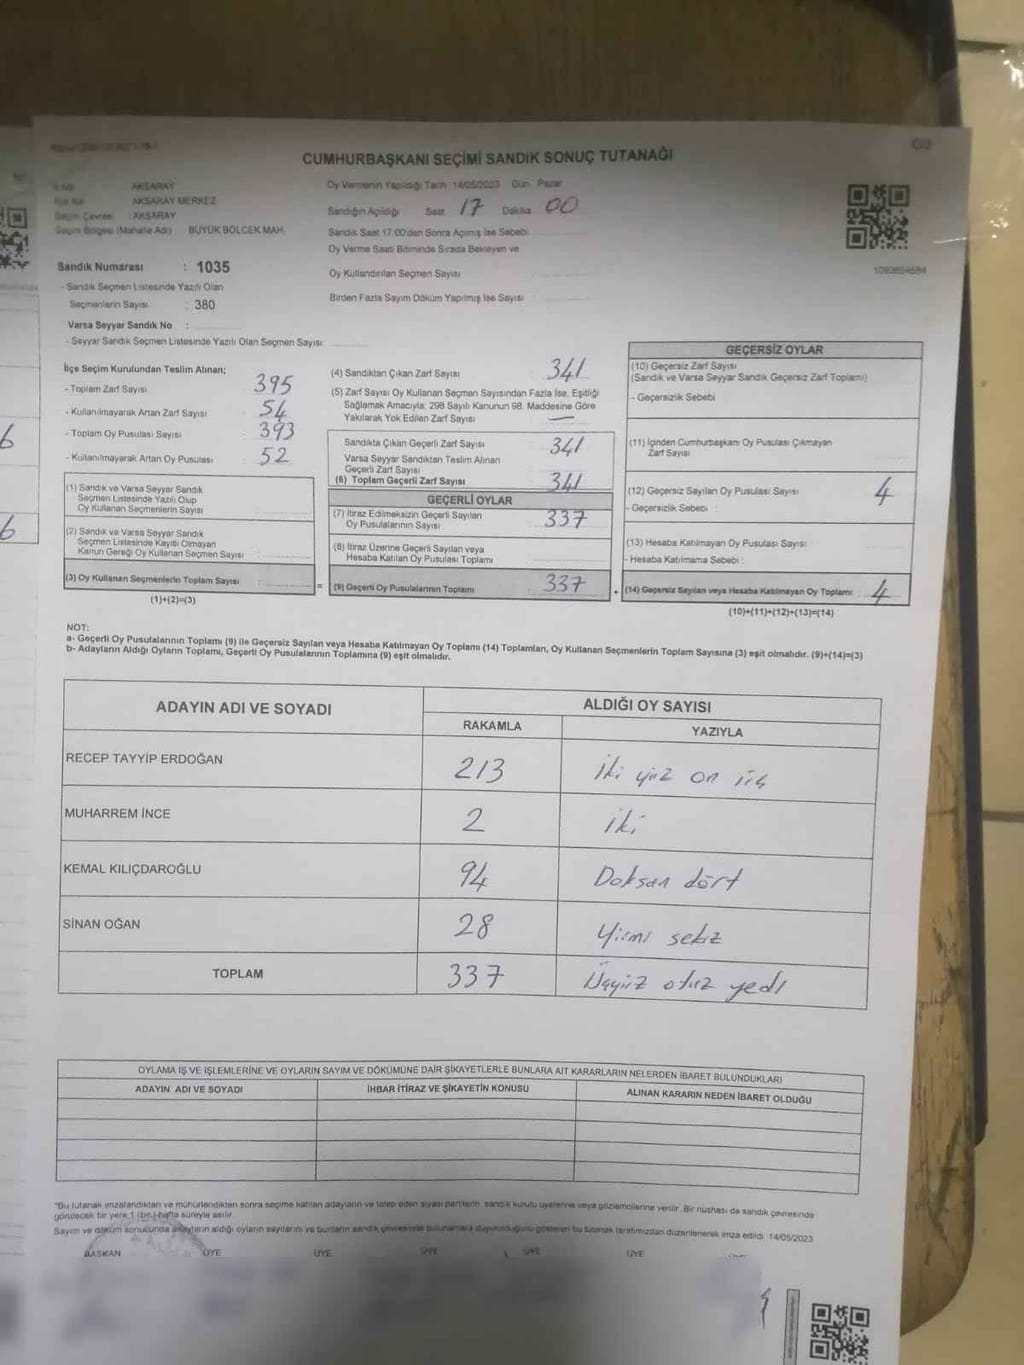 CUMHURBAŞKANI SEÇİMİ SANDIK SONUÇ TUTANAĞI
İl Adı AKSARAY
İlçe Adı AKSARAY MERKEZ
Seçim Çevresi : AKSARAY
Seçim Bölgesi (Mahalle Adı) BÜYÜK BÖLCEK MAH.
Oy Vermenin Yapıldığı Tarih 14/05/2023 Gün Pazar
Sandığın Açıldığı Saat 17 Dakika 00
Sandık Saat 17:00'den Sonra Açılmış İse Sebebi
Oy Verme Saati Bitiminde Sırada Bekleyen ve
Oy Kullandırılan Seçmen Sayısı
Birden Fazla Sayım Döküm Yapılmış İse Sayısı
1093604584
Sandık Numarası : 1035
- Sandık Seçmen Listesinde Yazılı Olan
Seçmenlerin Sayısı : 380
Varsa Seyyar Sandık No :
- Seyyar Sandık Seçmen Listesinde Yazılı Olan Seçmen Sayısı
İlçe Seçim Kurulundan Teslim Alınan;
- Toplam Zarf Sayısı : 395
- Kullanılmayarak Artan Zarf Sayısı : 54
- Toplam Oy Pusulası Sayısı : 393
- Kullanılmayarak Artan Oy Pusulası : 52
(1) Sandık ve Varsa Seyyar Sandık
Seçmen Listesinde Yazılı Olup
Oy Kullanan Seçmenlerin Sayısı
(2) Sandık ve Varsa Seyyar Sandık
Seçmen Listesinde Kayıtlı Olmayan
Kanun Gereği Oy Kullanan Seçmen Sayısı
(3) Oy Kullanan Seçmenlerin Toplam Sayısı :
(1)+(2)=(3)
(4) Sandıktan Çıkan Zarf Sayısı 341
(5) Zarf Sayısı Oy Kullanan Seçmen Sayısından Fazla İse, Eşitliği
Sağlamak Amacıyla; 298 Sayılı Kanunun 98. Maddesine Göre
Yakılarak Yok Edilen Zarf Sayısı —
Sandıkta Çıkan Geçerli Zarf Sayısı 341
Varsa Seyyar Sandıktan Teslim Alınan
Geçerli Zarf Sayısı
(6) Toplam Geçerli Zarf Sayısı 341
GEÇERLİ OYLAR
(7) İtiraz Edilmeksizin Geçerli Sayılan
Oy Pusulalarının Sayısı 337
(8) İtiraz Üzerine Geçerli Sayılan veya
Hesaba Katılan Oy Pusulası Toplamı
= (9) Geçerli Oy Pusulalarının Toplamı 337
GEÇERSİZ OYLAR
(10) Geçersiz Zarf Sayısı
(Sandık ve Varsa Seyyar Sandık Geçersiz Zarf Toplamı)
- Geçersizlik Sebebi
(11) İçinden Cumhurbaşkanı Oy Pusulası Çıkmayan
Zarf Sayısı
(12) Geçersiz Sayılan Oy Pusulası Sayısı 4
- Geçersizlik Sebebi :
(13) Hesaba Katılmayan Oy Pusulası Sayısı
- Hesaba Katılmama Sebebi :
+ (14) Geçersiz Sayılan veya Hesaba Katılmayan Oy Toplamı 4
(10)+(11)+(12)+(13)=(14)
NOT:
a- Geçerli Oy Pusulalarının Toplamı (9) ile Geçersiz Sayılan veya Hesaba Katılmayan Oy Toplamı (14) Toplamları, Oy Kullanan Seçmenlerin Toplam Sayısına (3) eşit olmalıdır. (9)+(14)=(3)
b- Adayların Aldığı Oyların Toplamı, Geçerli Oy Pusulalarının Toplamına (9) eşit olmalıdır.
ADAYIN ADI VE SOYADI ALDIĞI OY SAYISI
RAKAMLA YAZIYLA
RECEP TAYYİP ERDOĞAN 213 iki yüz on üç
MUHARREM İNCE 2 iki
KEMAL KILIÇDAROĞLU 94 Doksan dört
SİNAN OĞAN 28 Yirmi sekiz
TOPLAM 337 Üçyüz otuz yedi
OYLAMA İŞ VE İŞLEMLERİNE VE OYLARIN SAYIM VE DÖKÜMÜNE DAİR ŞİKAYETLERLE BUNLARA AİT KARARLARIN NELERDEN İBARET BULUNDUKLARI
ADAYIN ADI VE SOYADI İHBAR İTİRAZ VE ŞİKAYETİN KONUSU ALINAN KARARIN NEDEN İBARET OLDUĞU
"Bu tutanak imzalandıktan ve mühürlendikten sonra seçime katılan adayların ve talep eden siyasi partilerin sandık kurulu üyelerine veya gözlemcilerine verilir. Bir nüshası da sandık çevresinde
görülecek bir yere 1 (bir) hafta süreyle asılır.
Sayım ve döküm sonucunda adayların aldığı oyların sayılarını ve bunların sandık çevresiyle bulunanlara duyurulduğunu gösteren bu tutanak tarafımızdan düzenlenerek imza edildi. 14/05/2023
BAŞKAN ÜYE ÜYE ÜYE ÜYE ÜYE
6
6